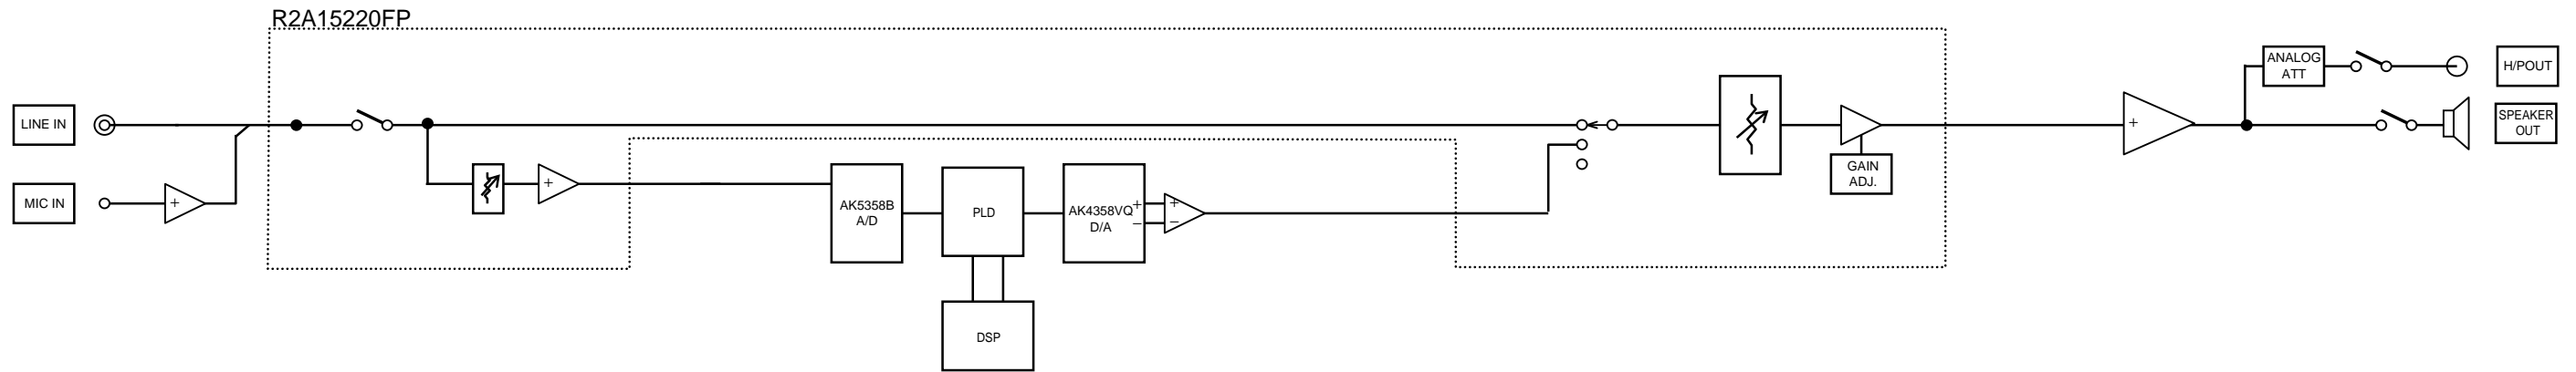 R2A15220FP
LINE IN
MIC IN
+
+
AK5358B
A/D
PLD
DSP
AK4358VQ
D/A
+
−
+
−
GAIN
ADJ.
+
ANALOG
ATT
H/POUT
SPEAKER
OUT